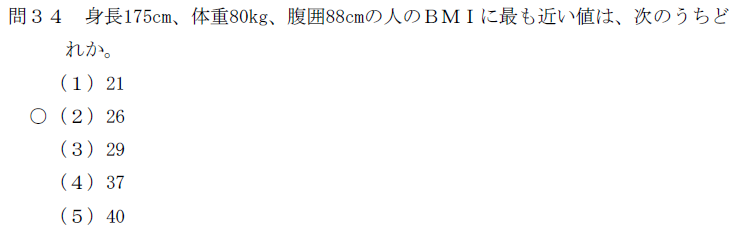 問３４　身長175cm、体重80kg、腹囲88cmの人のＢＭＩに最も近い値は、次のうちど
れか。
（１）21
○（２）26
（３）29
（４）37
（５）40